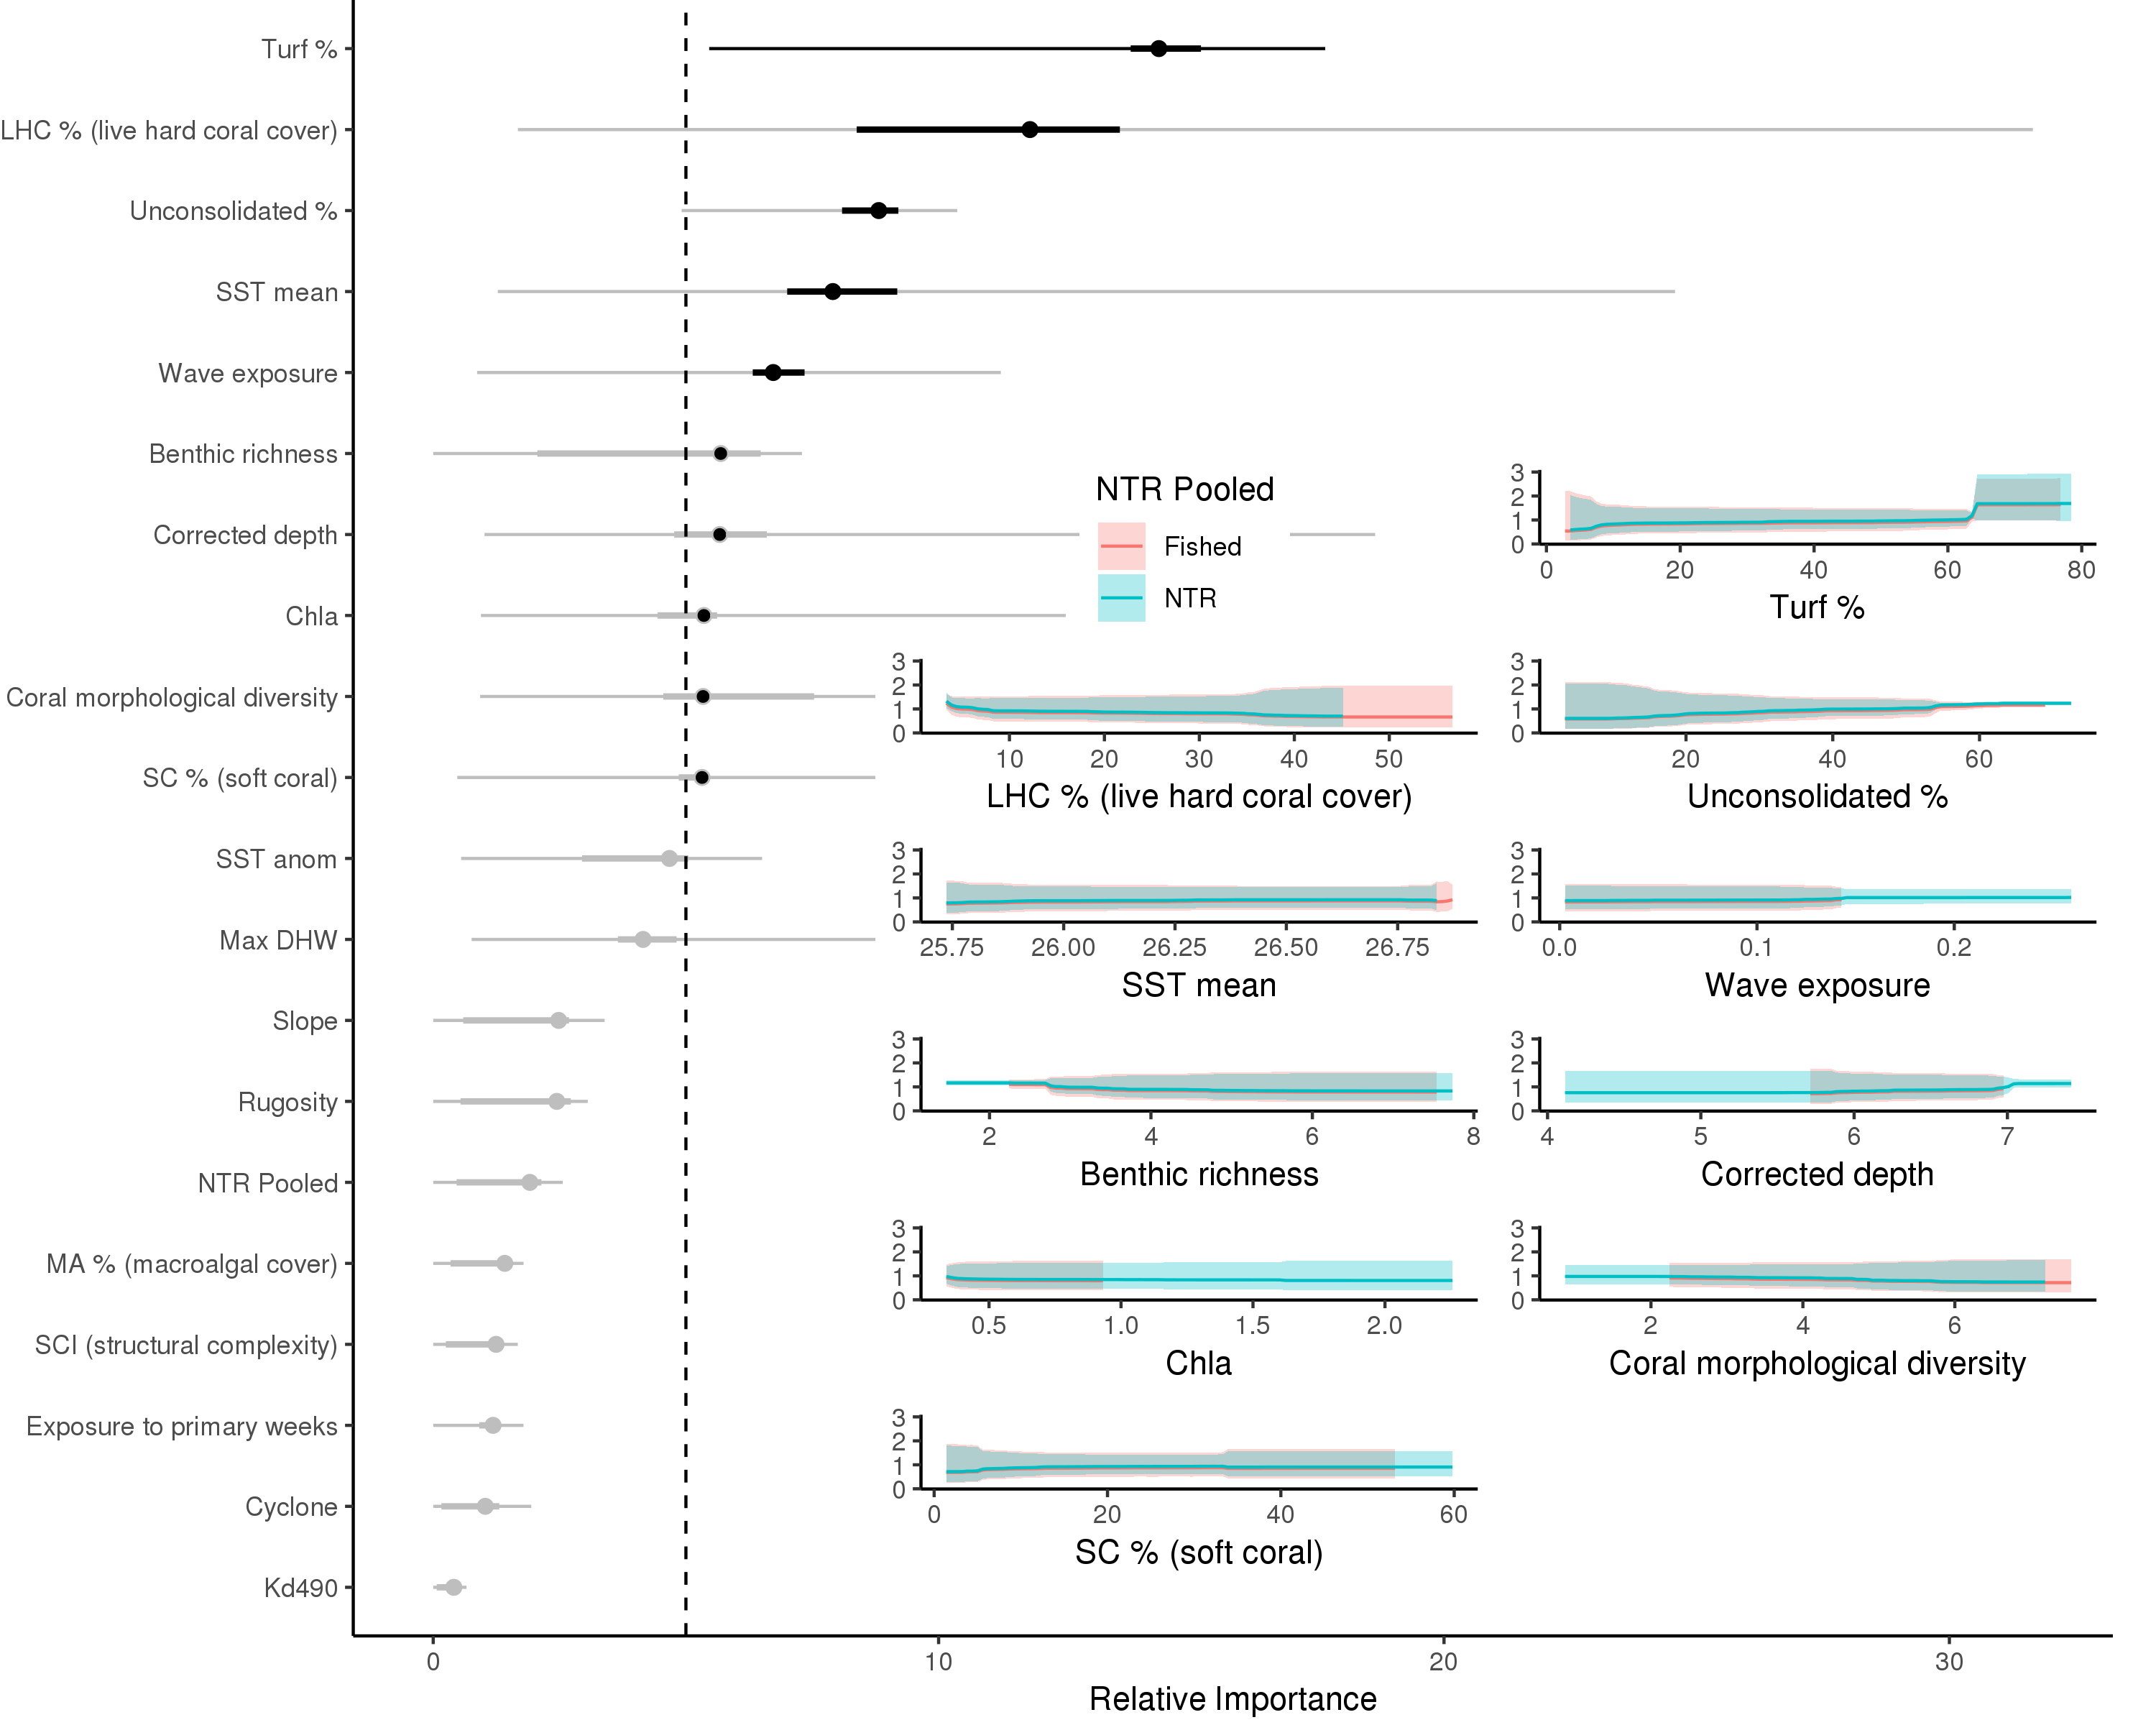 Turf %
LHC % (live hard coral cover)
Unconsolidated %
SST mean
Wave exposure
Benthic richness
Corrected depth
Chla
Coral morphological diversity
SC % (soft coral)
SST anom
Max DHW
Slope
Rugosity
NTR Pooled
MA % (macroalgal cover)
SCI (structural complexity)
Exposure to primary weeks
Cyclone
Kd490
0 10 20 30
Relative Importance
NTR Pooled
Fished
NTR
3
2
1
0
0 20 40 60 80
Turf %
3
2
1
0
10 20 30 40 50
LHC % (live hard coral cover)
3
2
1
0
20 40 60
Unconsolidated %
3
2
1
0
25.75 26.00 26.25 26.50 26.75
SST mean
3
2
1
0
0.0 0.1 0.2
Wave exposure
3
2
1
0
2 4 6 8
Benthic richness
3
2
1
0
4 5 6 7
Corrected depth
3
2
1
0
0.5 1.0 1.5 2.0
Chla
3
2
1
0
2 4 6
Coral morphological diversity
3
2
1
0
0 20 40 60
SC % (soft coral)